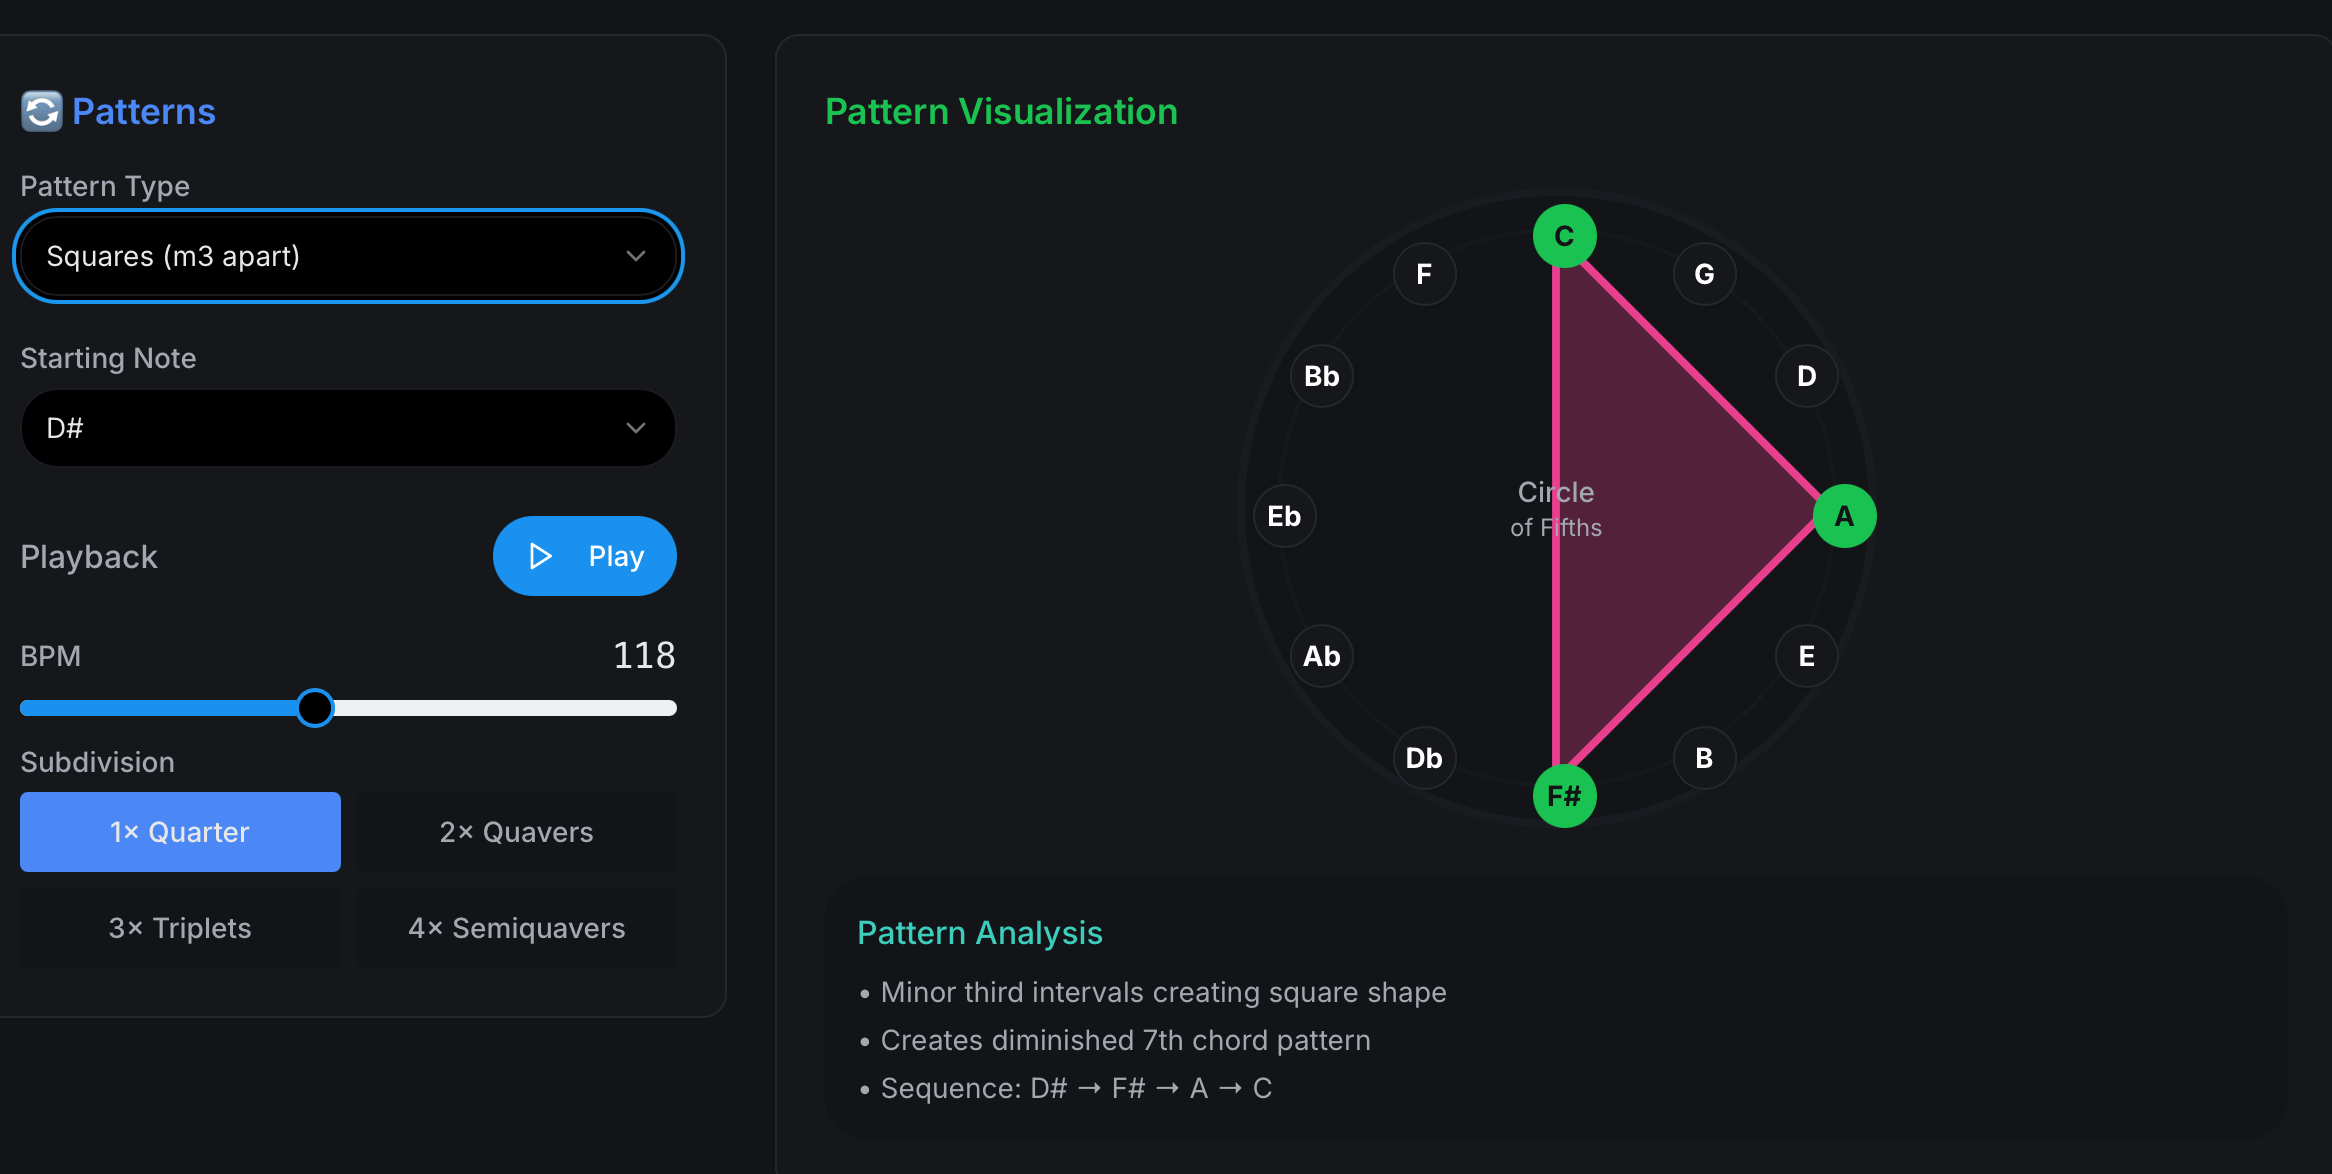 Patterns
Pattern Type
Squares (m3 apart)
Starting Note
D#
Playback
Play
BPM
118
Subdivision
1× Quarter
2× Quavers
3× Triplets
4× Semiquavers
Pattern Visualization
C
F
G
Bb
D
Circle
of Fifths
Eb
A
Ab
E
Db
B
F#
Pattern Analysis
• Minor third intervals creating square shape
• Creates diminished 7th chord pattern
• Sequence: D# → F# → A → C